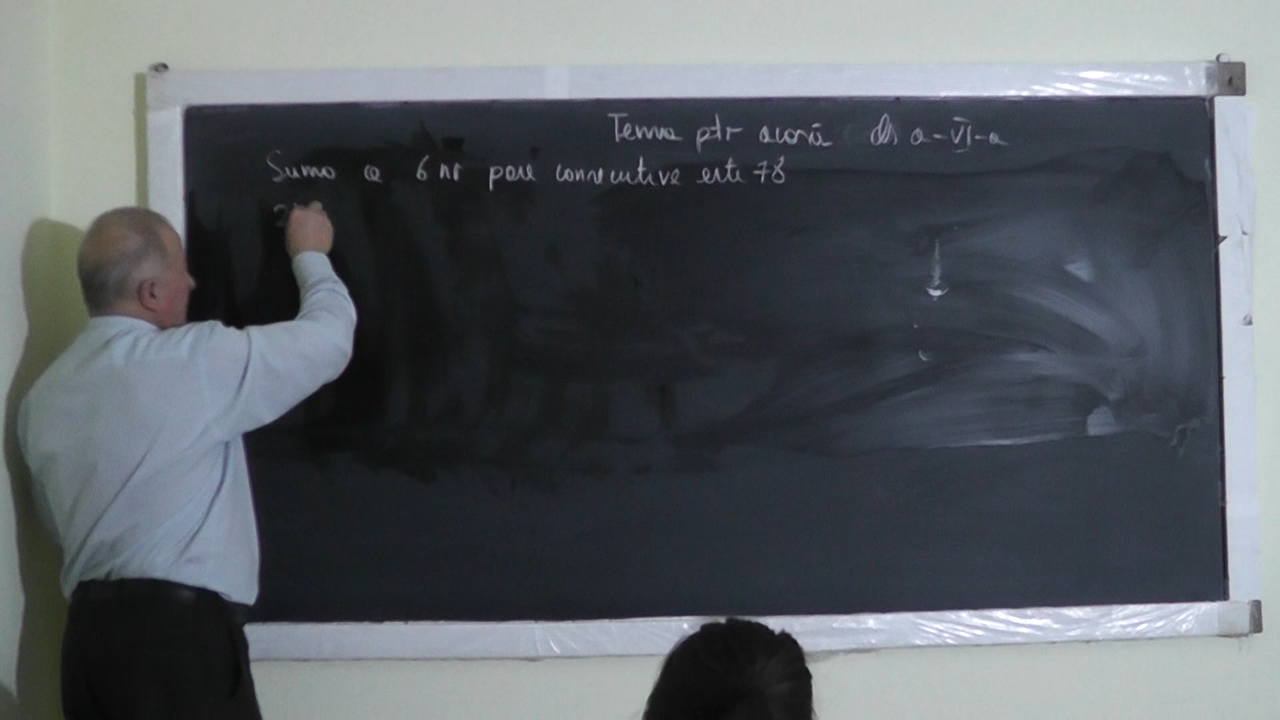 Tema ptr acasă cls a-VI-a
Suma a 6 nr pare consecutive este 78